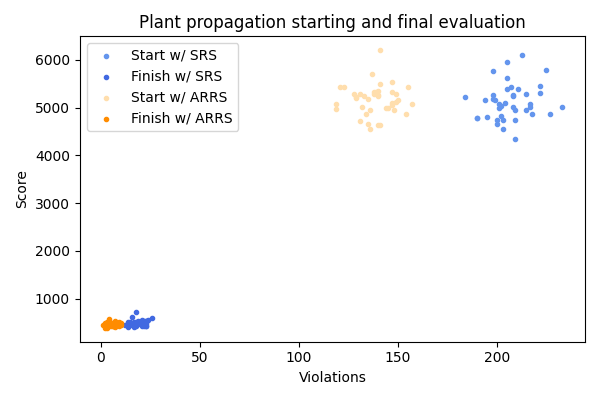 Plant propagation starting and final evaluation
Start w/ SRS
Finish w/ SRS
Start w/ ARRS
Finish w/ ARRS
Score
6000
5000
4000
3000
2000
1000
0 50 100 150 200
Violations